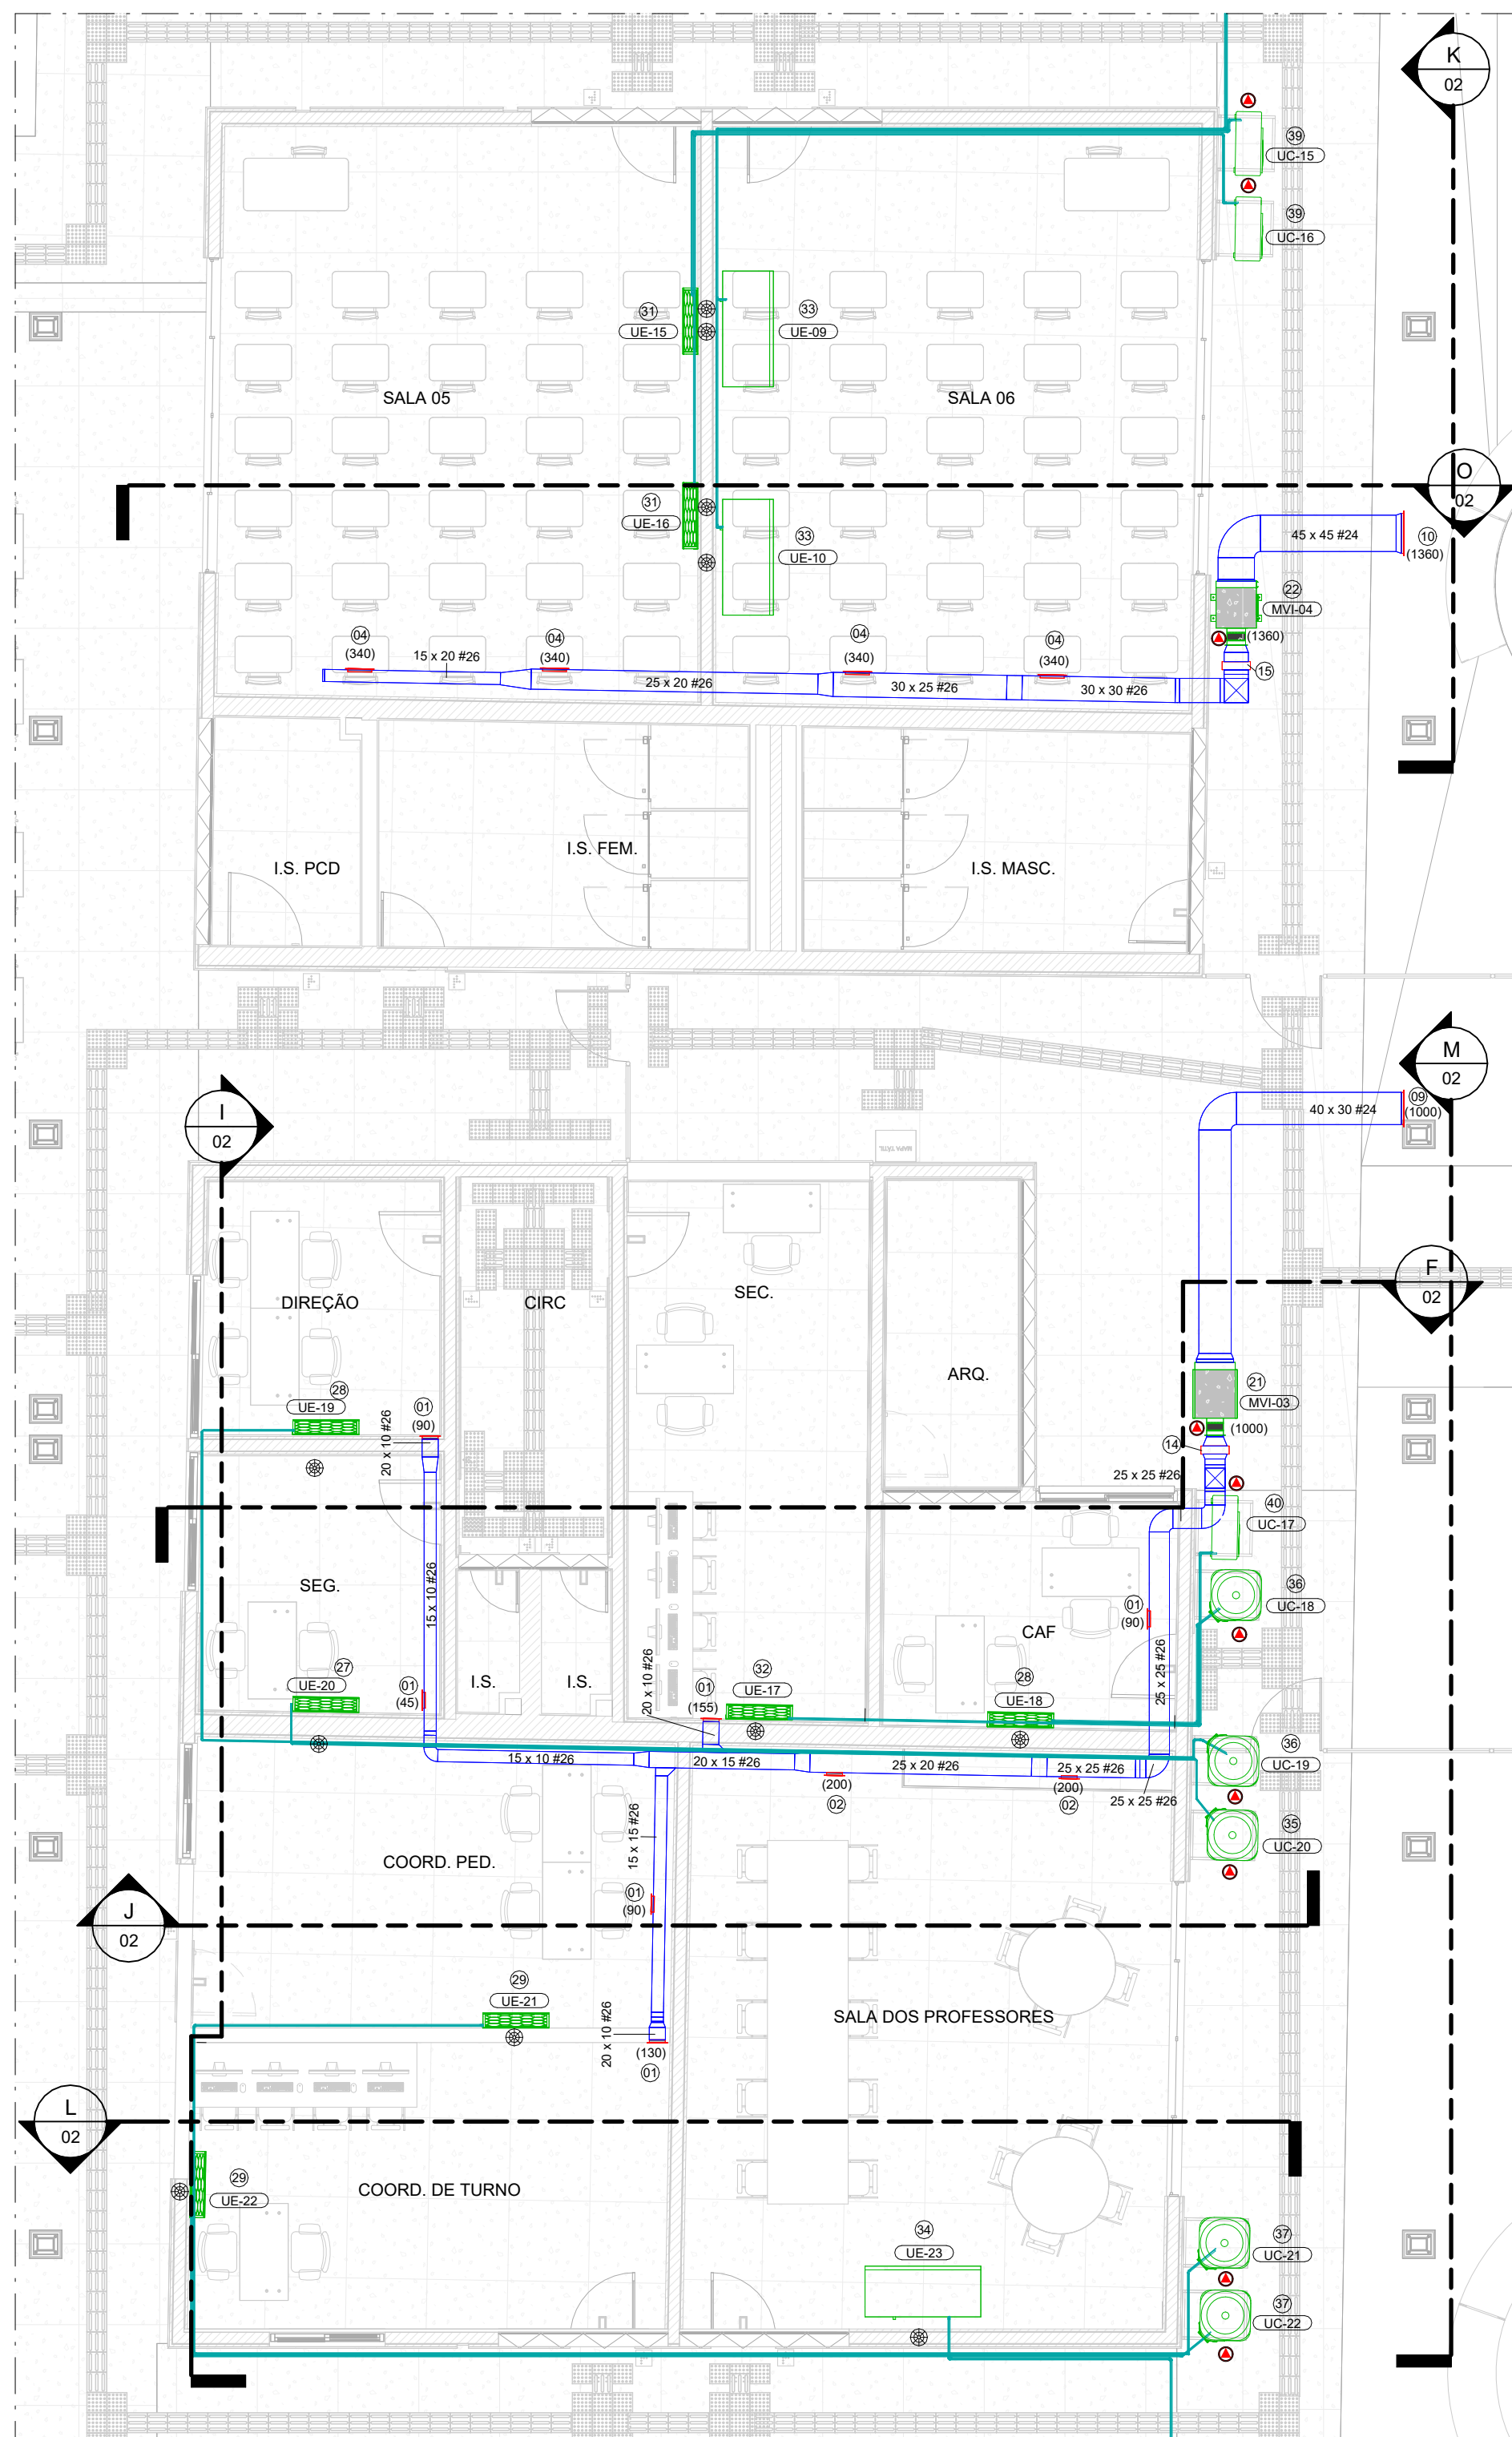 K
02
39
UC-15
39
UC-16
31
UE-15
33
UE-09
SALA 05
SALA 06
O
02
31
UE-16
33
UE-10
45 x 45 #24
10
(1360)
22
MVI-04
(1360)
15
04
(340)
15 x 20 #26
04
(340)
04
(340)
04
(340)
25 x 20 #26
30 x 25 #26
30 x 30 #26
I.S. PCD
I.S. FEM.
I.S. MASC.
M
02
09
(1000)
40 x 30 #24
I
02
MAPA TÁTIL
F
02
DIREÇÃO
CIRC
SEC.
ARQ.
28
UE-19
01
(90)
20 x 10 #26
21
MVI-03
(1000)
14
25 x 25 #26
40
UC-17
36
UC-18
SEG.
15 x 10 #26
01
(90)
CAF
25 x 25 #26
27
UE-20
01
(45)
I.S.
I.S.
20 x 10 #26
01
(155)
32
UE-17
28
UE-18
36
UC-19
15 x 10 #26
20 x 15 #26
25 x 20 #26
25 x 25 #26
(200)
02
(200)
02
25 x 25 #26
35
UC-20
15 x 15 #26
COORD. PED.
01
(90)
J
02
29
UE-21
SALA DOS PROFESSORES
20 x 10 #26
(130)
01
L
02
29
UE-22
COORD. DE TURNO
34
UE-23
37
UC-21
37
UC-22